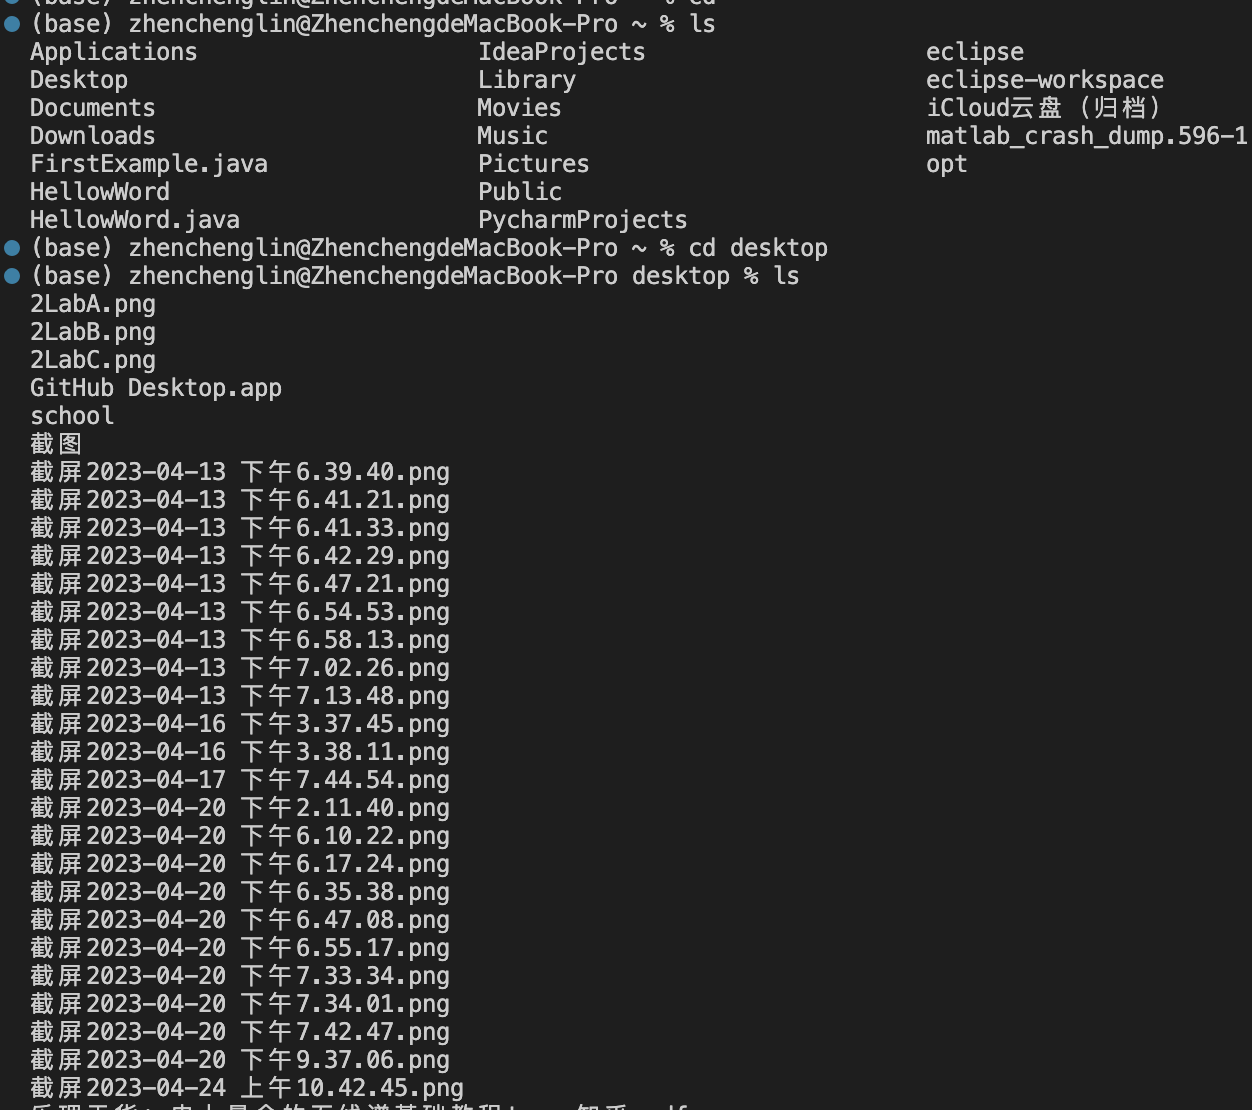 (base) zhenchenglin@ZhenchengdeMacBook-Pro ~ % cd
(base) zhenchenglin@ZhenchengdeMacBook-Pro ~ % ls
Applications IdeaProjects eclipse
Desktop Library eclipse-workspace
Documents Movies iCloud云盘（归档）
Downloads Music matlab_crash_dump.596-1
FirstExample.java Pictures opt
HellowWord Public
HellowWord.java PycharmProjects
(base) zhenchenglin@ZhenchengdeMacBook-Pro ~ % cd desktop
(base) zhenchenglin@ZhenchengdeMacBook-Pro desktop % ls
2LabA.png
2LabB.png
2LabC.png
GitHub Desktop.app
school
截图
截屏2023-04-13 下午6.39.40.png
截屏2023-04-13 下午6.41.21.png
截屏2023-04-13 下午6.41.33.png
截屏2023-04-13 下午6.42.29.png
截屏2023-04-13 下午6.47.21.png
截屏2023-04-13 下午6.54.53.png
截屏2023-04-13 下午6.58.13.png
截屏2023-04-13 下午7.02.26.png
截屏2023-04-13 下午7.13.48.png
截屏2023-04-16 下午3.37.45.png
截屏2023-04-16 下午3.38.11.png
截屏2023-04-17 下午7.44.54.png
截屏2023-04-20 下午2.11.40.png
截屏2023-04-20 下午6.10.22.png
截屏2023-04-20 下午6.17.24.png
截屏2023-04-20 下午6.35.38.png
截屏2023-04-20 下午6.47.08.png
截屏2023-04-20 下午6.55.17.png
截屏2023-04-20 下午7.33.34.png
截屏2023-04-20 下午7.34.01.png
截屏2023-04-20 下午7.42.47.png
截屏2023-04-20 下午9.37.06.png
截屏2023-04-24 上午10.42.45.png